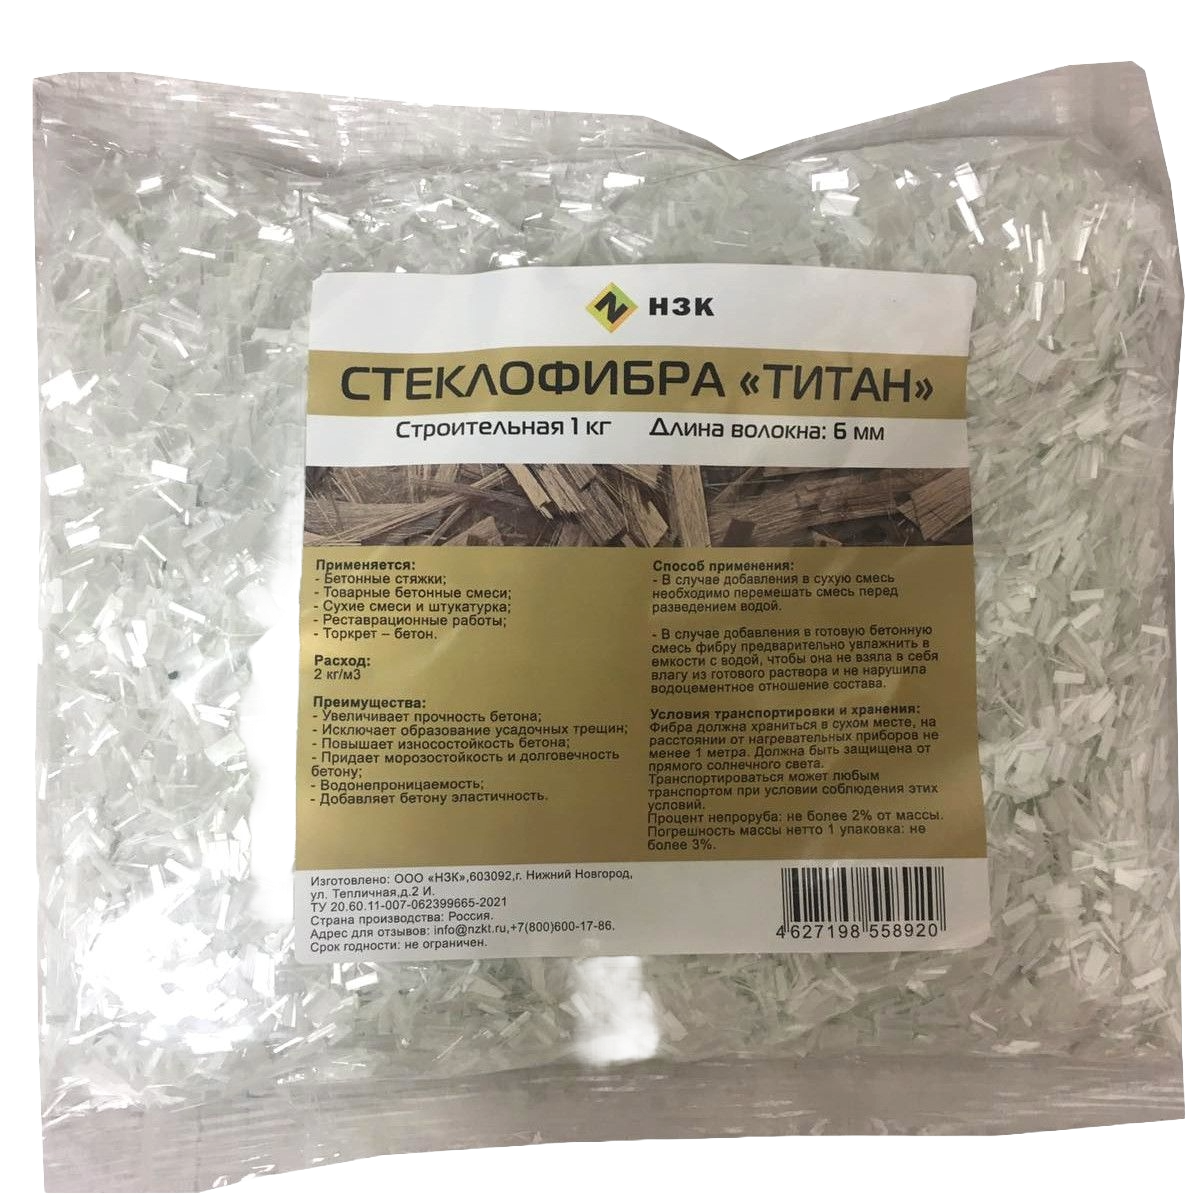 НЗК
СТЕКЛОФИБРА «ТИТАН»
Строительная 1 кг Длина волокна: 6 мм
Применяется:
- Бетонные стяжки;
- Товарные бетонные смеси;
- Сухие смеси и штукатурка;
- Реставрационные работы;
- Торкрет – бетон.
Расход:
2 кг/м3
Преимущества:
- Увеличивает прочность бетона;
- Исключает образование усадочных трещин;
- Повышает износостойкость бетона;
- Придает морозостойкость и долговечность
бетону;
- Водонепроницаемость;
- Добавляет бетону эластичность.
Способ применения:
- В случае добавления в сухую смесь
необходимо перемешать смесь перед
разведением водой.
- В случае добавления в готовую бетонную
смесь фибру предварительно увлажнить в
емкости с водой, чтобы она не взяла в себя
влагу из готового раствора и не нарушила
водоцементное отношение состава.
Условия транспортировки и хранения:
Фибра должна храниться в сухом месте, на
расстоянии от нагревательных приборов не
менее 1 метра. Должна быть защищена от
прямого солнечного света.
Транспортироваться может любым
транспортом при условии соблюдения этих
условий.
Процент непроруба: не более 2% от массы.
Погрешность массы нетто 1 упаковка: не
более 3%.
Изготовлено: ООО «НЗК»,603092,г. Нижний Новгород,
ул. Тепличная,д.2 И.
ТУ 20.60.11-007-062399665-2021
Страна производства: Россия.
Адрес для отзывов: info@nzkt.ru,+7(800)600-17-86.
Срок годности: не ограничен.
4 627198 558920